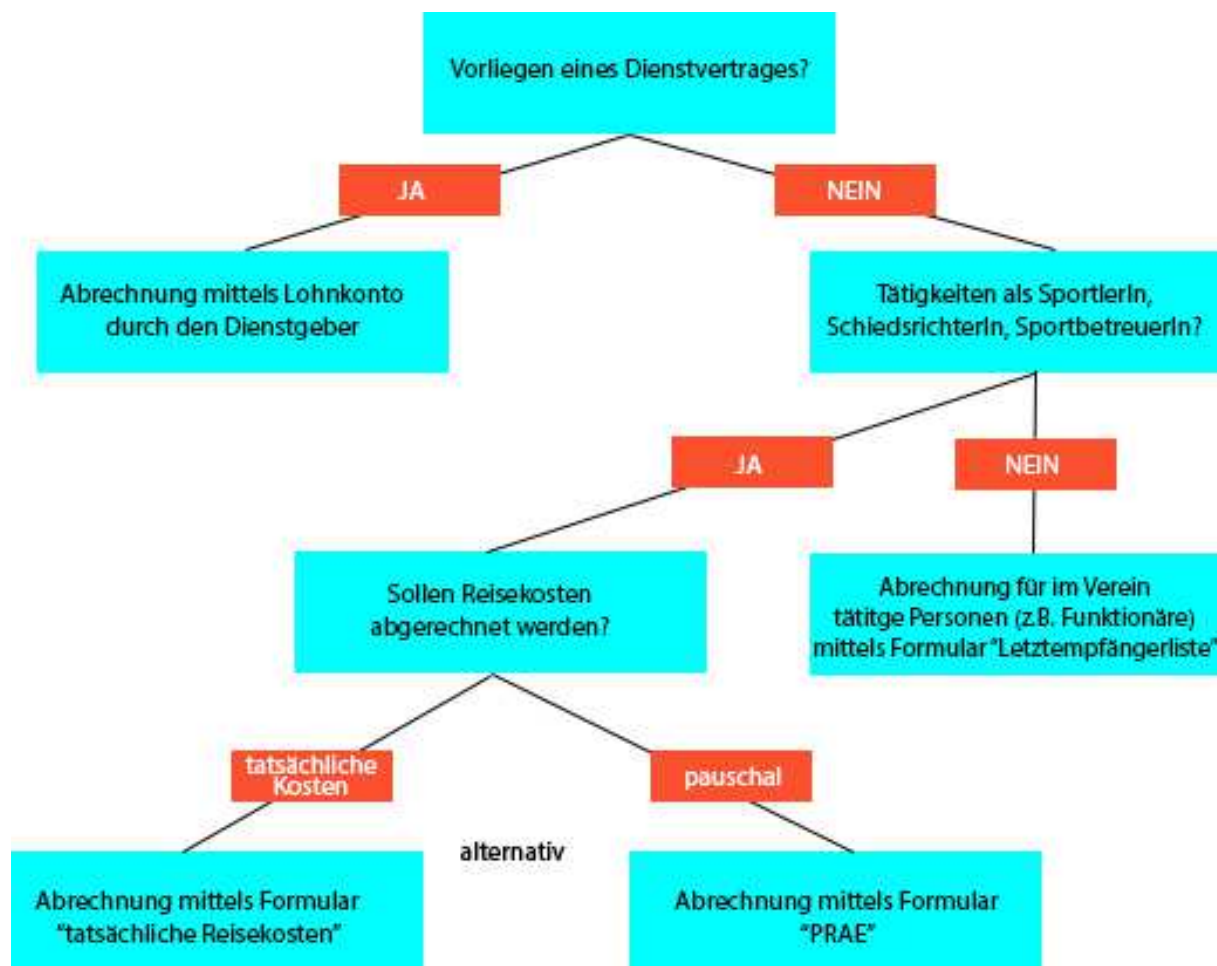 Vorliegen eines Dienstvertrages?
JA
NEIN
Abrechnung mittels Lohnkonto
durch den Dienstgeber
Tätigkeiten als SportlerIn,
SchiedsrichterIn, SportbetreuerIn?
JA
NEIN
Sollen Reisekosten
abgerechnet werden?
Abrechnung für im Verein
tätitge Personen (z.B. Funktionäre)
mittels Formular "Letztempfängerliste"
tatsächliche
Kosten
pauschal
alternativ
Abrechnung mittels Formular
"tatsächliche Reisekosten"
Abrechnung mittels Formular
"PRAE"